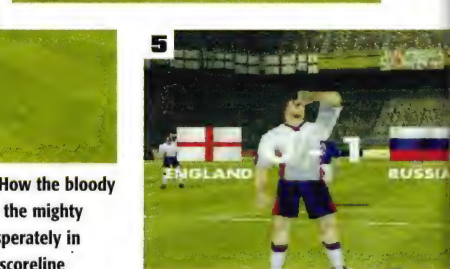 5
ENGLAND
1
RUSSIA
How the bloody
the mighty
sperately in
scoreline